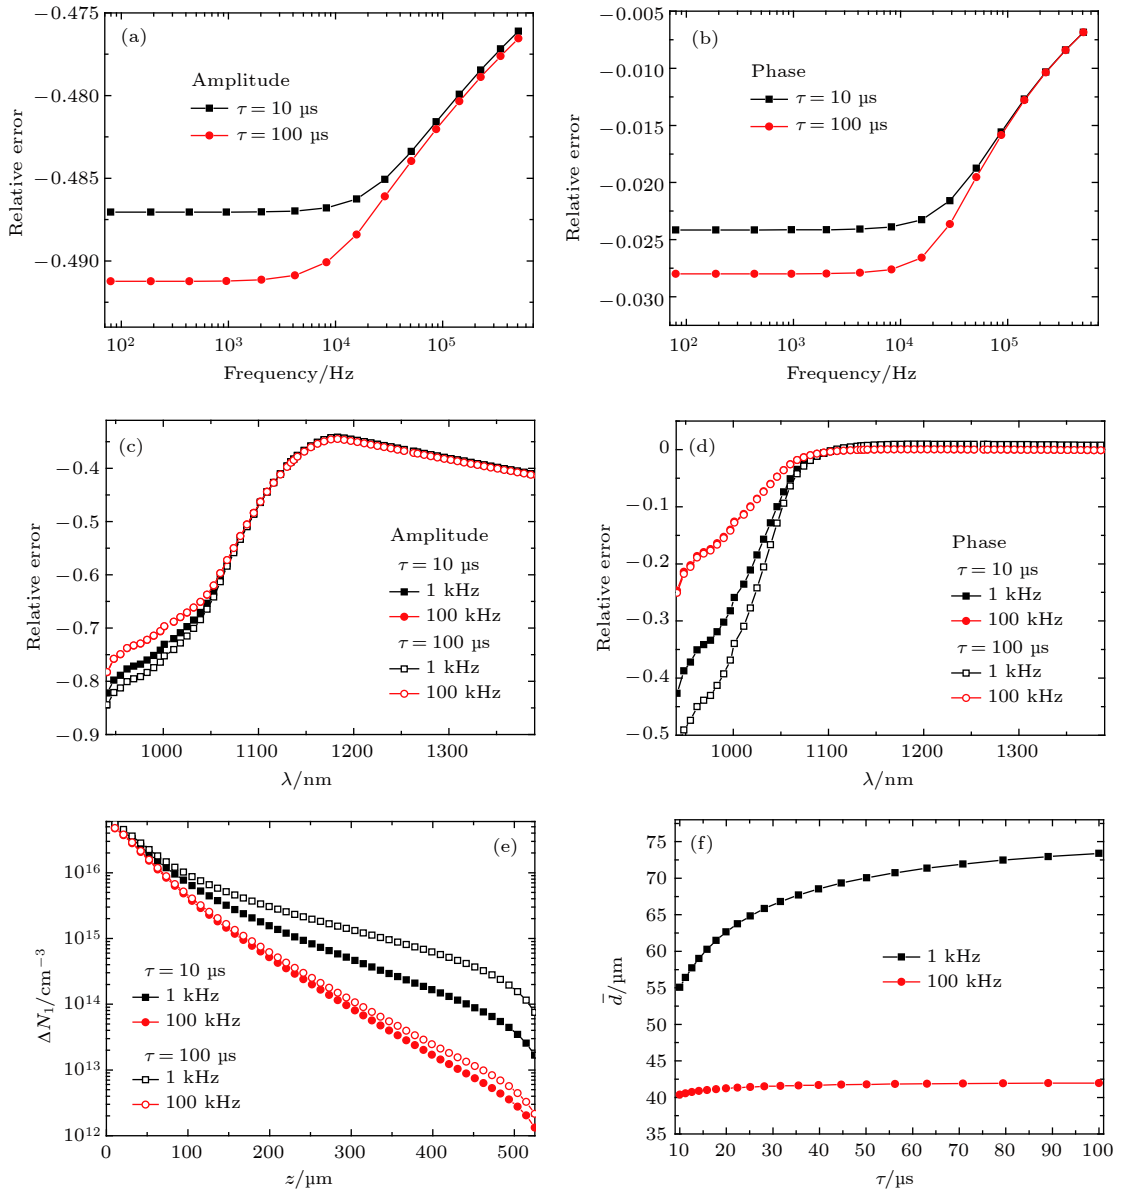 (a)
Amplitude
τ = 10 µs
τ = 100 µs
−0.475
−0.480
−0.485
−0.490
Relative error
10² 10³ 10⁴ 10⁵
Frequency/Hz
(b)
Phase
τ = 10 µs
τ = 100 µs
−0.005
−0.010
−0.015
−0.020
−0.025
−0.030
Relative error
10² 10³ 10⁴ 10⁵
Frequency/Hz
(c)
Amplitude
τ = 10 µs
1 kHz
100 kHz
τ = 100 µs
1 kHz
100 kHz
−0.4
−0.5
−0.6
−0.7
−0.8
−0.9
Relative error
1000 1100 1200 1300
λ/nm
(d)
Phase
τ = 10 µs
1 kHz
100 kHz
τ = 100 µs
1 kHz
100 kHz
0
−0.1
−0.2
−0.3
−0.4
−0.5
Relative error
1000 1100 1200 1300
λ/nm
(e)
τ = 10 µs
1 kHz
100 kHz
τ = 100 µs
1 kHz
100 kHz
10¹⁶
10¹⁵
10¹⁴
10¹³
10¹²
ΔN₁/cm⁻³
0 100 200 300 400 500
z/µm
(f)
1 kHz
100 kHz
75
70
65
60
55
50
45
40
35
d̄/µm
10 20 30 40 50 60 70 80 90 100
τ/µs